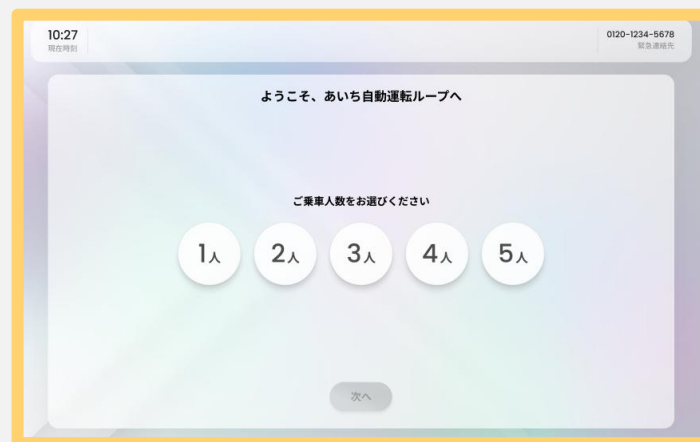 10:27
現在時刻
0120-1234-5678
緊急連絡先
ようこそ、あいち自動運転ループへ
ご乗車人数をお選びください
1人 2人 3人 4人 5人
次へ